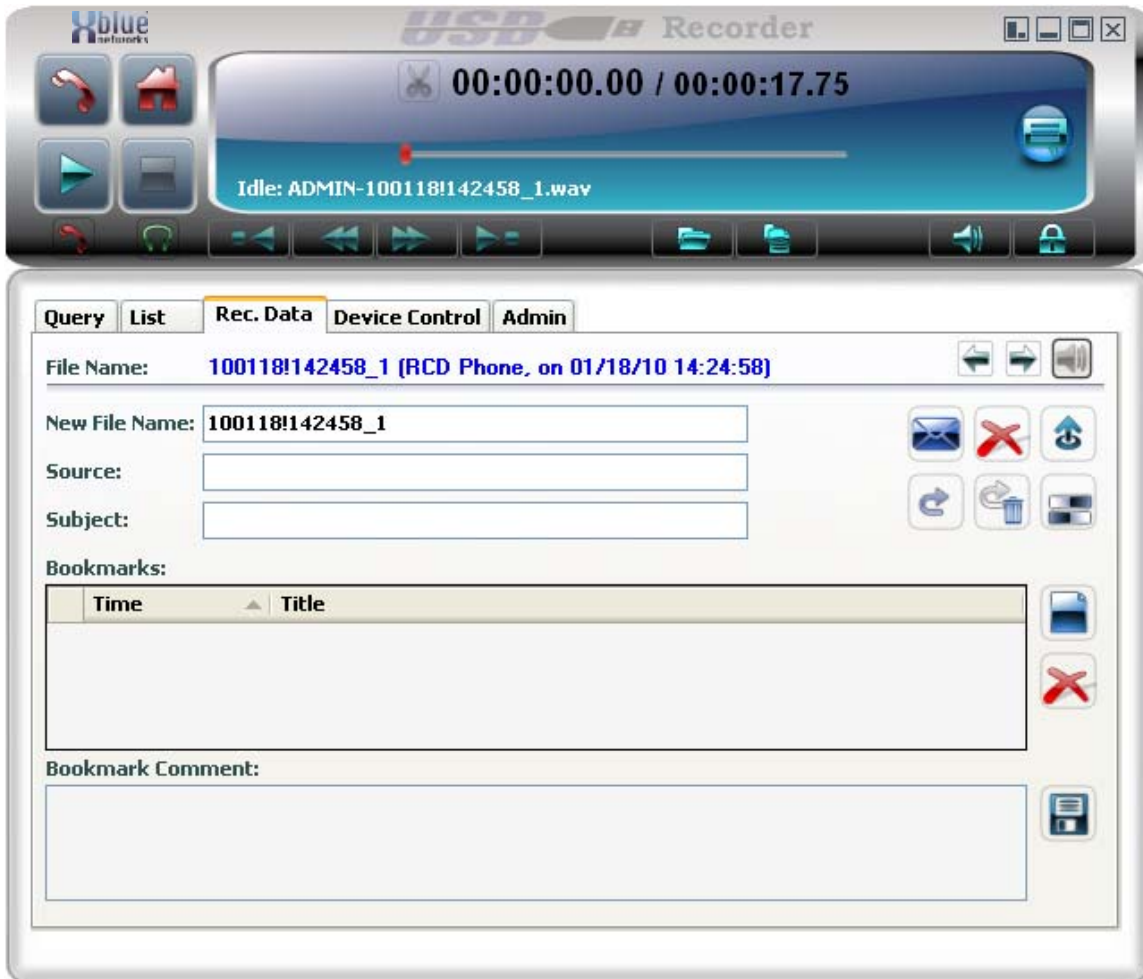 Xblue
networks
USB Recorder
00:00:00.00 / 00:00:17.75
Idle: ADMIN-100118!142458_1.wav
Query List Rec. Data Device Control Admin
File Name: 100118!142458_1 (RCD Phone, on 01/18/10 14:24:58)
New File Name: 100118!142458_1
Source:
Subject:
Bookmarks:
Time Title
Bookmark Comment: